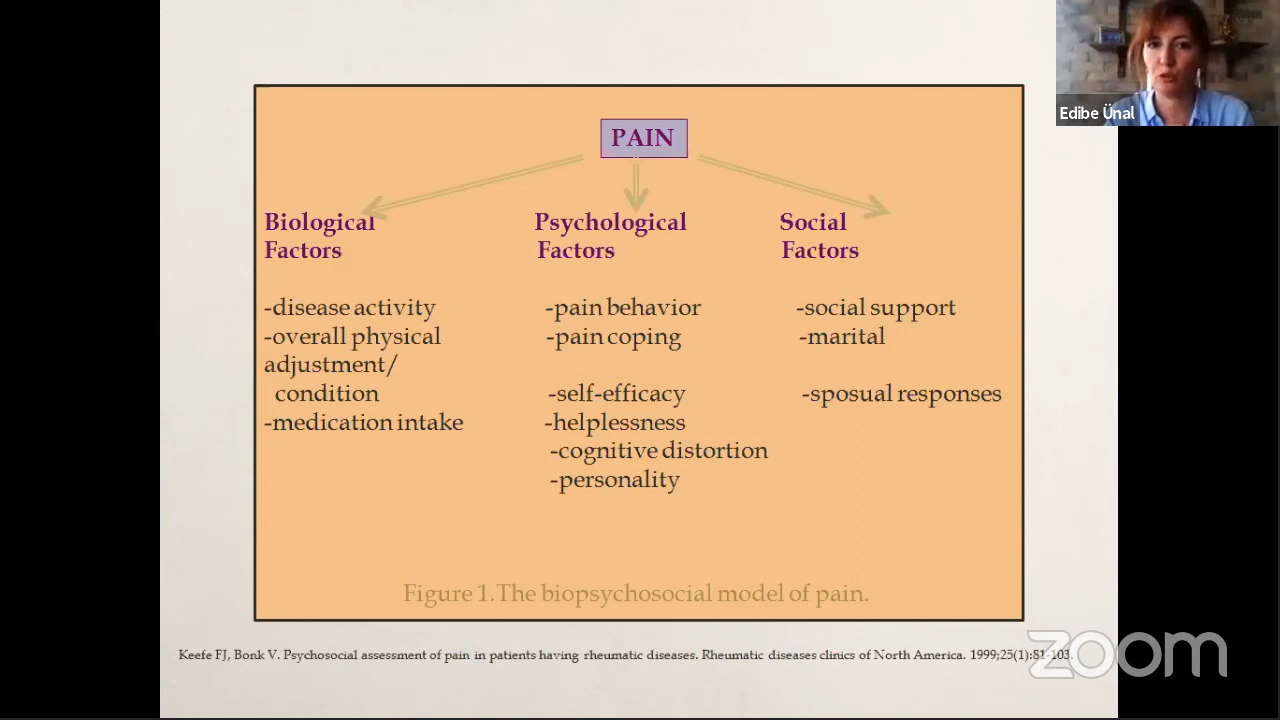 Edibe Ünal
PAIN
Biological
Factors
-disease activity
-overall physical
adjustment/
condition
-medication intake
Psychological
Factors
-pain behavior
-pain coping
-self-efficacy
-helplessness
-cognitive distortion
-personality
Social
Factors
-social support
-marital
-sposual responses
Figure 1.The biopsychosocial model of pain.
Keefe FJ, Bonk V. Psychosocial assessment of pain in patients having rheumatic diseases. Rheumatic diseases clinics of North America. 1999;25(1):81-103.
zoom